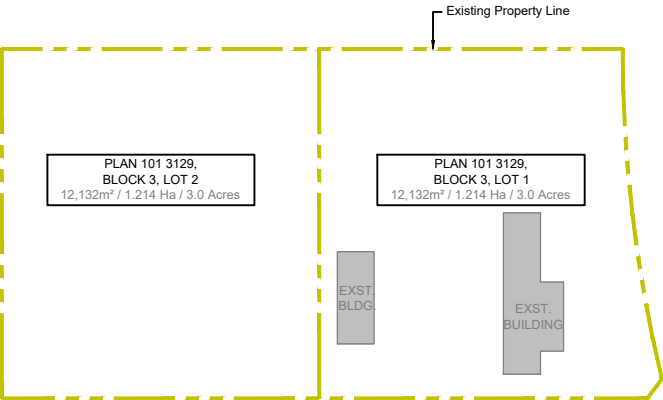 Existing Property Line
PLAN 101 3129,
BLOCK 3, LOT 2
12,132m² / 1.214 Ha / 3.0 Acres
PLAN 101 3129,
BLOCK 3, LOT 1
12,132m² / 1.214 Ha / 3.0 Acres
EXST.
BLDG.
EXST.
BUILDING